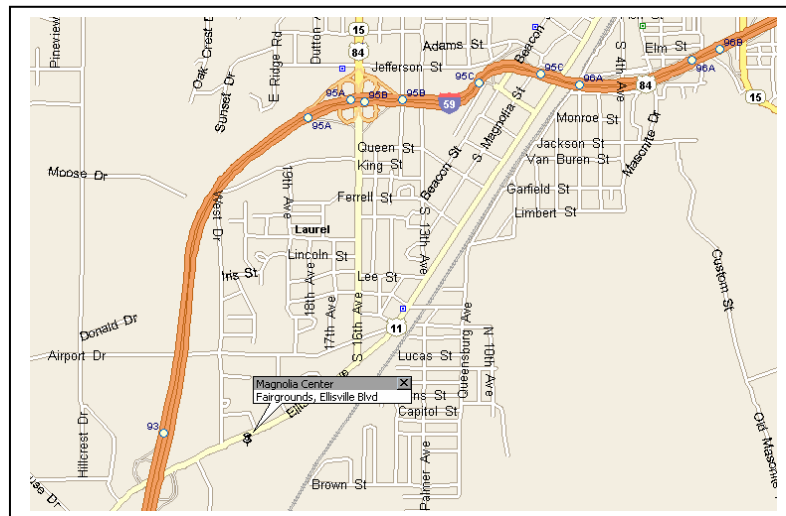 Pineview
Oak Crest Dr
Sunset Dr
E Ridge Rd
Dutton
15
84
Adams St
Beacon
S 4th Ave
Elm St
96B
96A
Jefferson St
95A
95B
95B
95C
95C
96A
84
15
59
95A
Monroe St
Masonite Dr
Jackson St
Van Buren St
Queen St
King St
S Magnolia St
Beacon St
Moose Dr
19th Ave
Ferrell St
Garfield St
Limbert St
West Dr
Laurel
S 13th Ave
Lincoln St
Iris St
Lee St
Custom St
18th Ave
17th Ave
S 16th Ave
11
Queensburg Ave
N 10th Ave
Donald Dr
Airport Dr
Lucas St
Magnolia Center
Fairgrounds, Ellisville Blvd
Capitol St
93
Hillcrest Dr
Palmer Ave
Old Mas
Brown St
use Dr